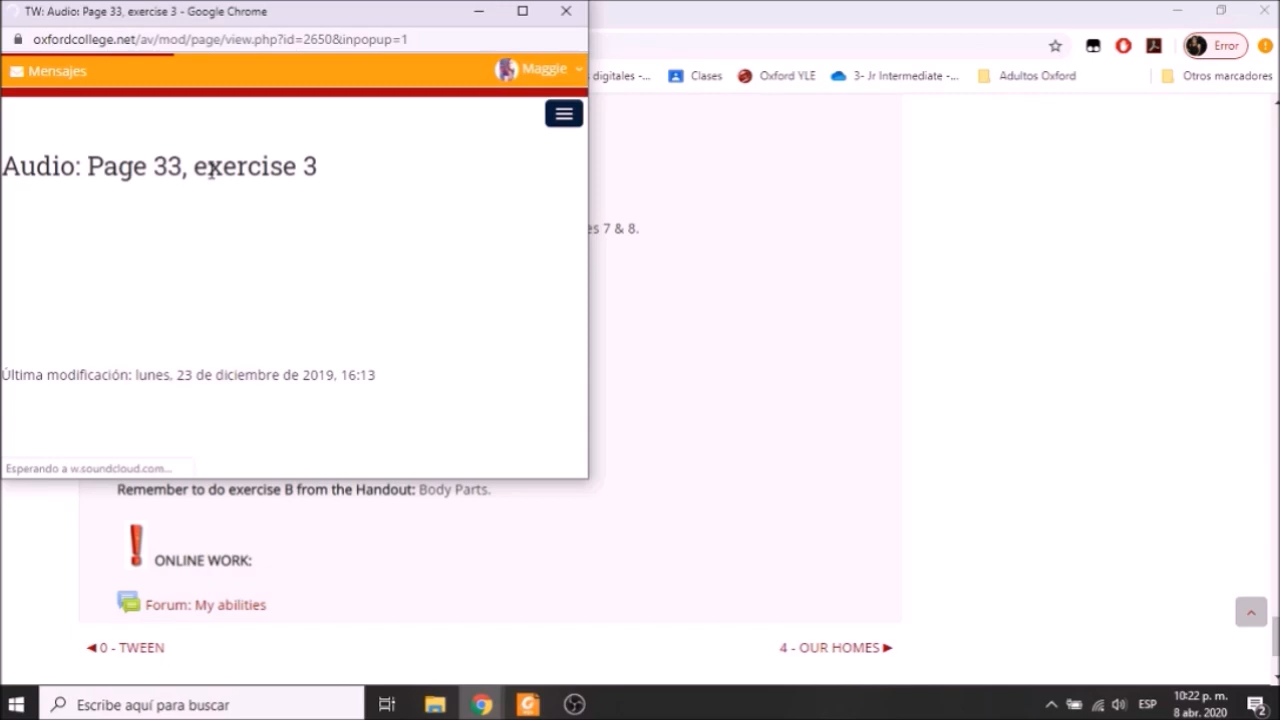 TW: Audio: Page 33, exercise 3 - Google Chrome
oxfordcollege.net/av/mod/page/view.php?id=2650&inpopup=1
Error
Mensajes
Maggie
s digitales -...
Clases
Oxford YLE
3- Jr Intermediate -...
Adultos Oxford
Otros marcadores
Audio: Page 33, exercise 3
es 7 & 8.
Última modificación: lunes, 23 de diciembre de 2019, 16:13
Esperando a w.soundcloud.com...
Remember to do exercise B from the Handout: Body Parts.
ONLINE WORK:
Forum: My abilities
◄ 0 - TWEEN
4 - OUR HOMES ►
Escribe aquí para buscar
ESP
10:22 p. m.
8 abr. 2020
2